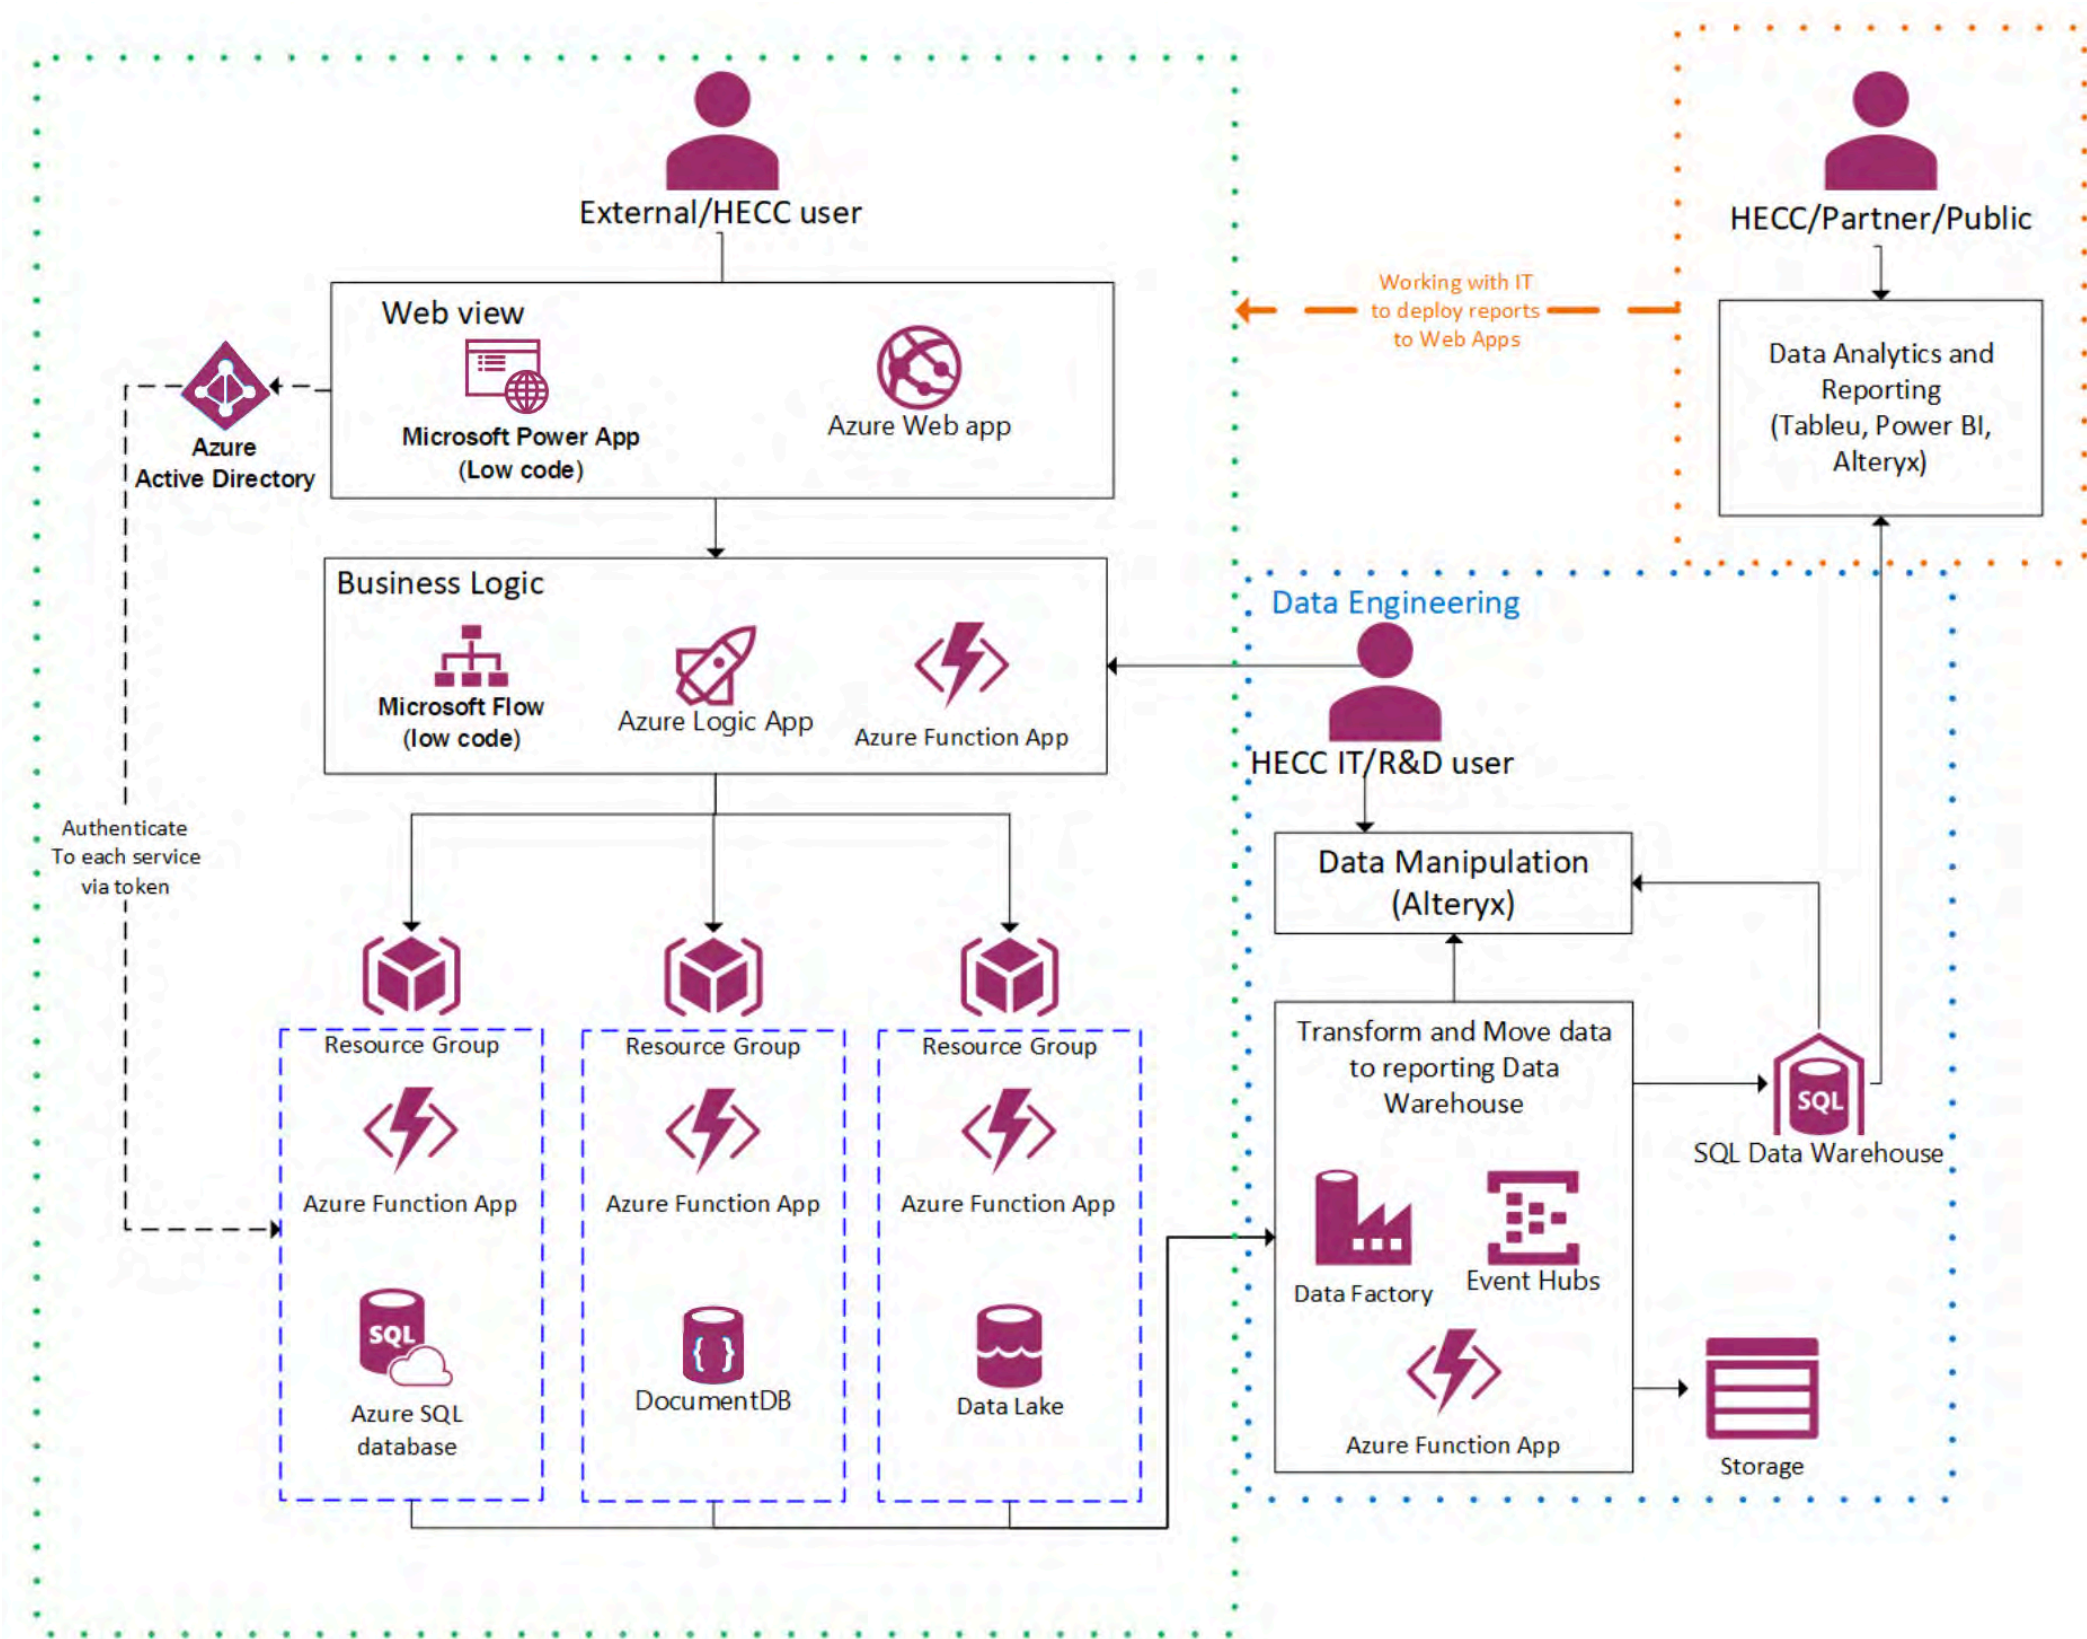 External/HECC user
HECC/Partner/Public
Web view
Microsoft Power App
(Low code)
Azure Web app
Azure
Active Directory
Working with IT
to deploy reports
to Web Apps
Data Analytics and
Reporting
(Tableu, Power BI,
Alteryx)
Business Logic
Microsoft Flow
(low code)
Azure Logic App
Azure Function App
Data Engineering
HECC IT/R&D user
Authenticate
To each service
via token
Data Manipulation
(Alteryx)
Resource Group
Azure Function App
SQL
Azure SQL
database
Resource Group
Azure Function App
{ }
DocumentDB
Resource Group
Azure Function App
Data Lake
Transform and Move data
to reporting Data
Warehouse
Data Factory
Event Hubs
Azure Function App
SQL
SQL Data Warehouse
Storage